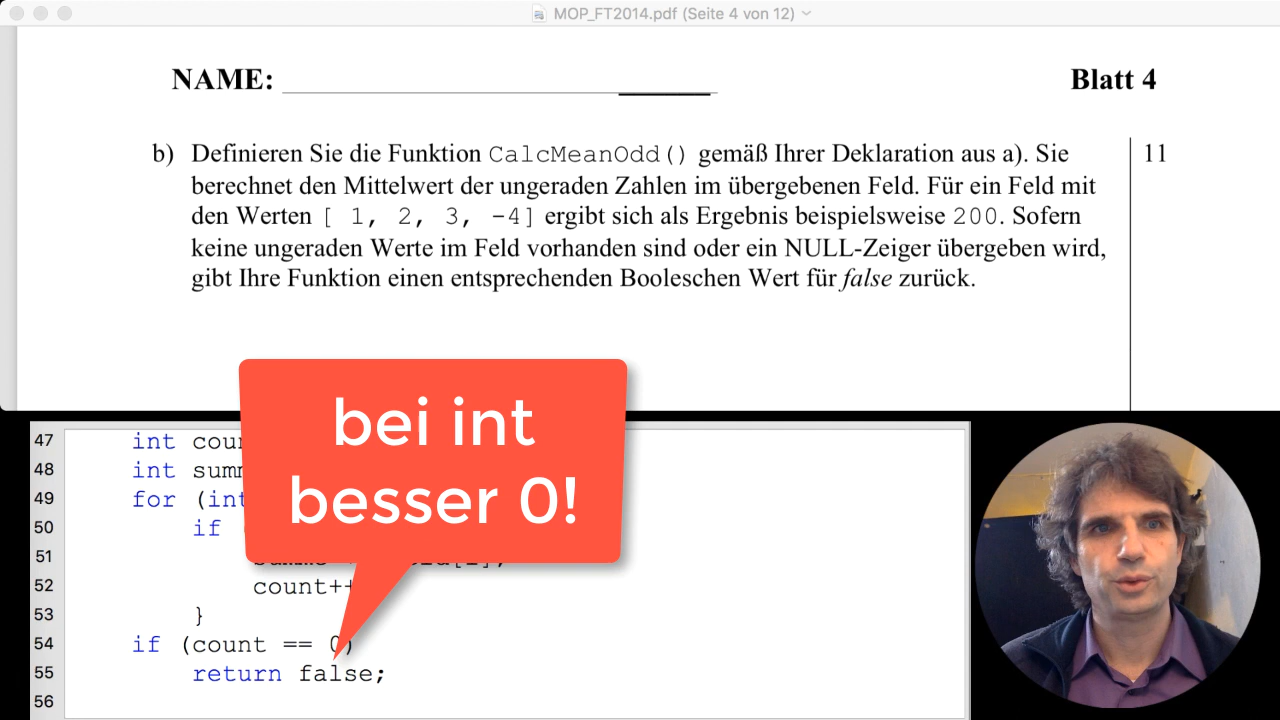 MOP_FT2014.pdf (Seite 4 von 12)
NAME:
Blatt 4
b) Definieren Sie die Funktion CalcMeanOdd() gemäß Ihrer Deklaration aus a). Sie
11
berechnet den Mittelwert der ungeraden Zahlen im übergebenen Feld. Für ein Feld mit
den Werten [ 1, 2, 3, -4] ergibt sich als Ergebnis beispielsweise 200. Sofern
keine ungeraden Werte im Feld vorhanden sind oder ein NULL-Zeiger übergeben wird,
gibt Ihre Funktion einen entsprechenden Booleschen Wert für false zurück.
bei int
besser 0!
47 int
48 int
49 for (int
50 if
51
52 count++
53 }
54 if (count == 0)
55 return false;
56